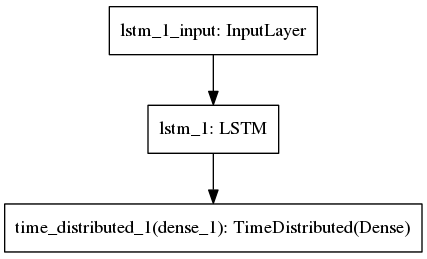 lstm_1_input: InputLayer
lstm_1: LSTM
time_distributed_1(dense_1): TimeDistributed(Dense)